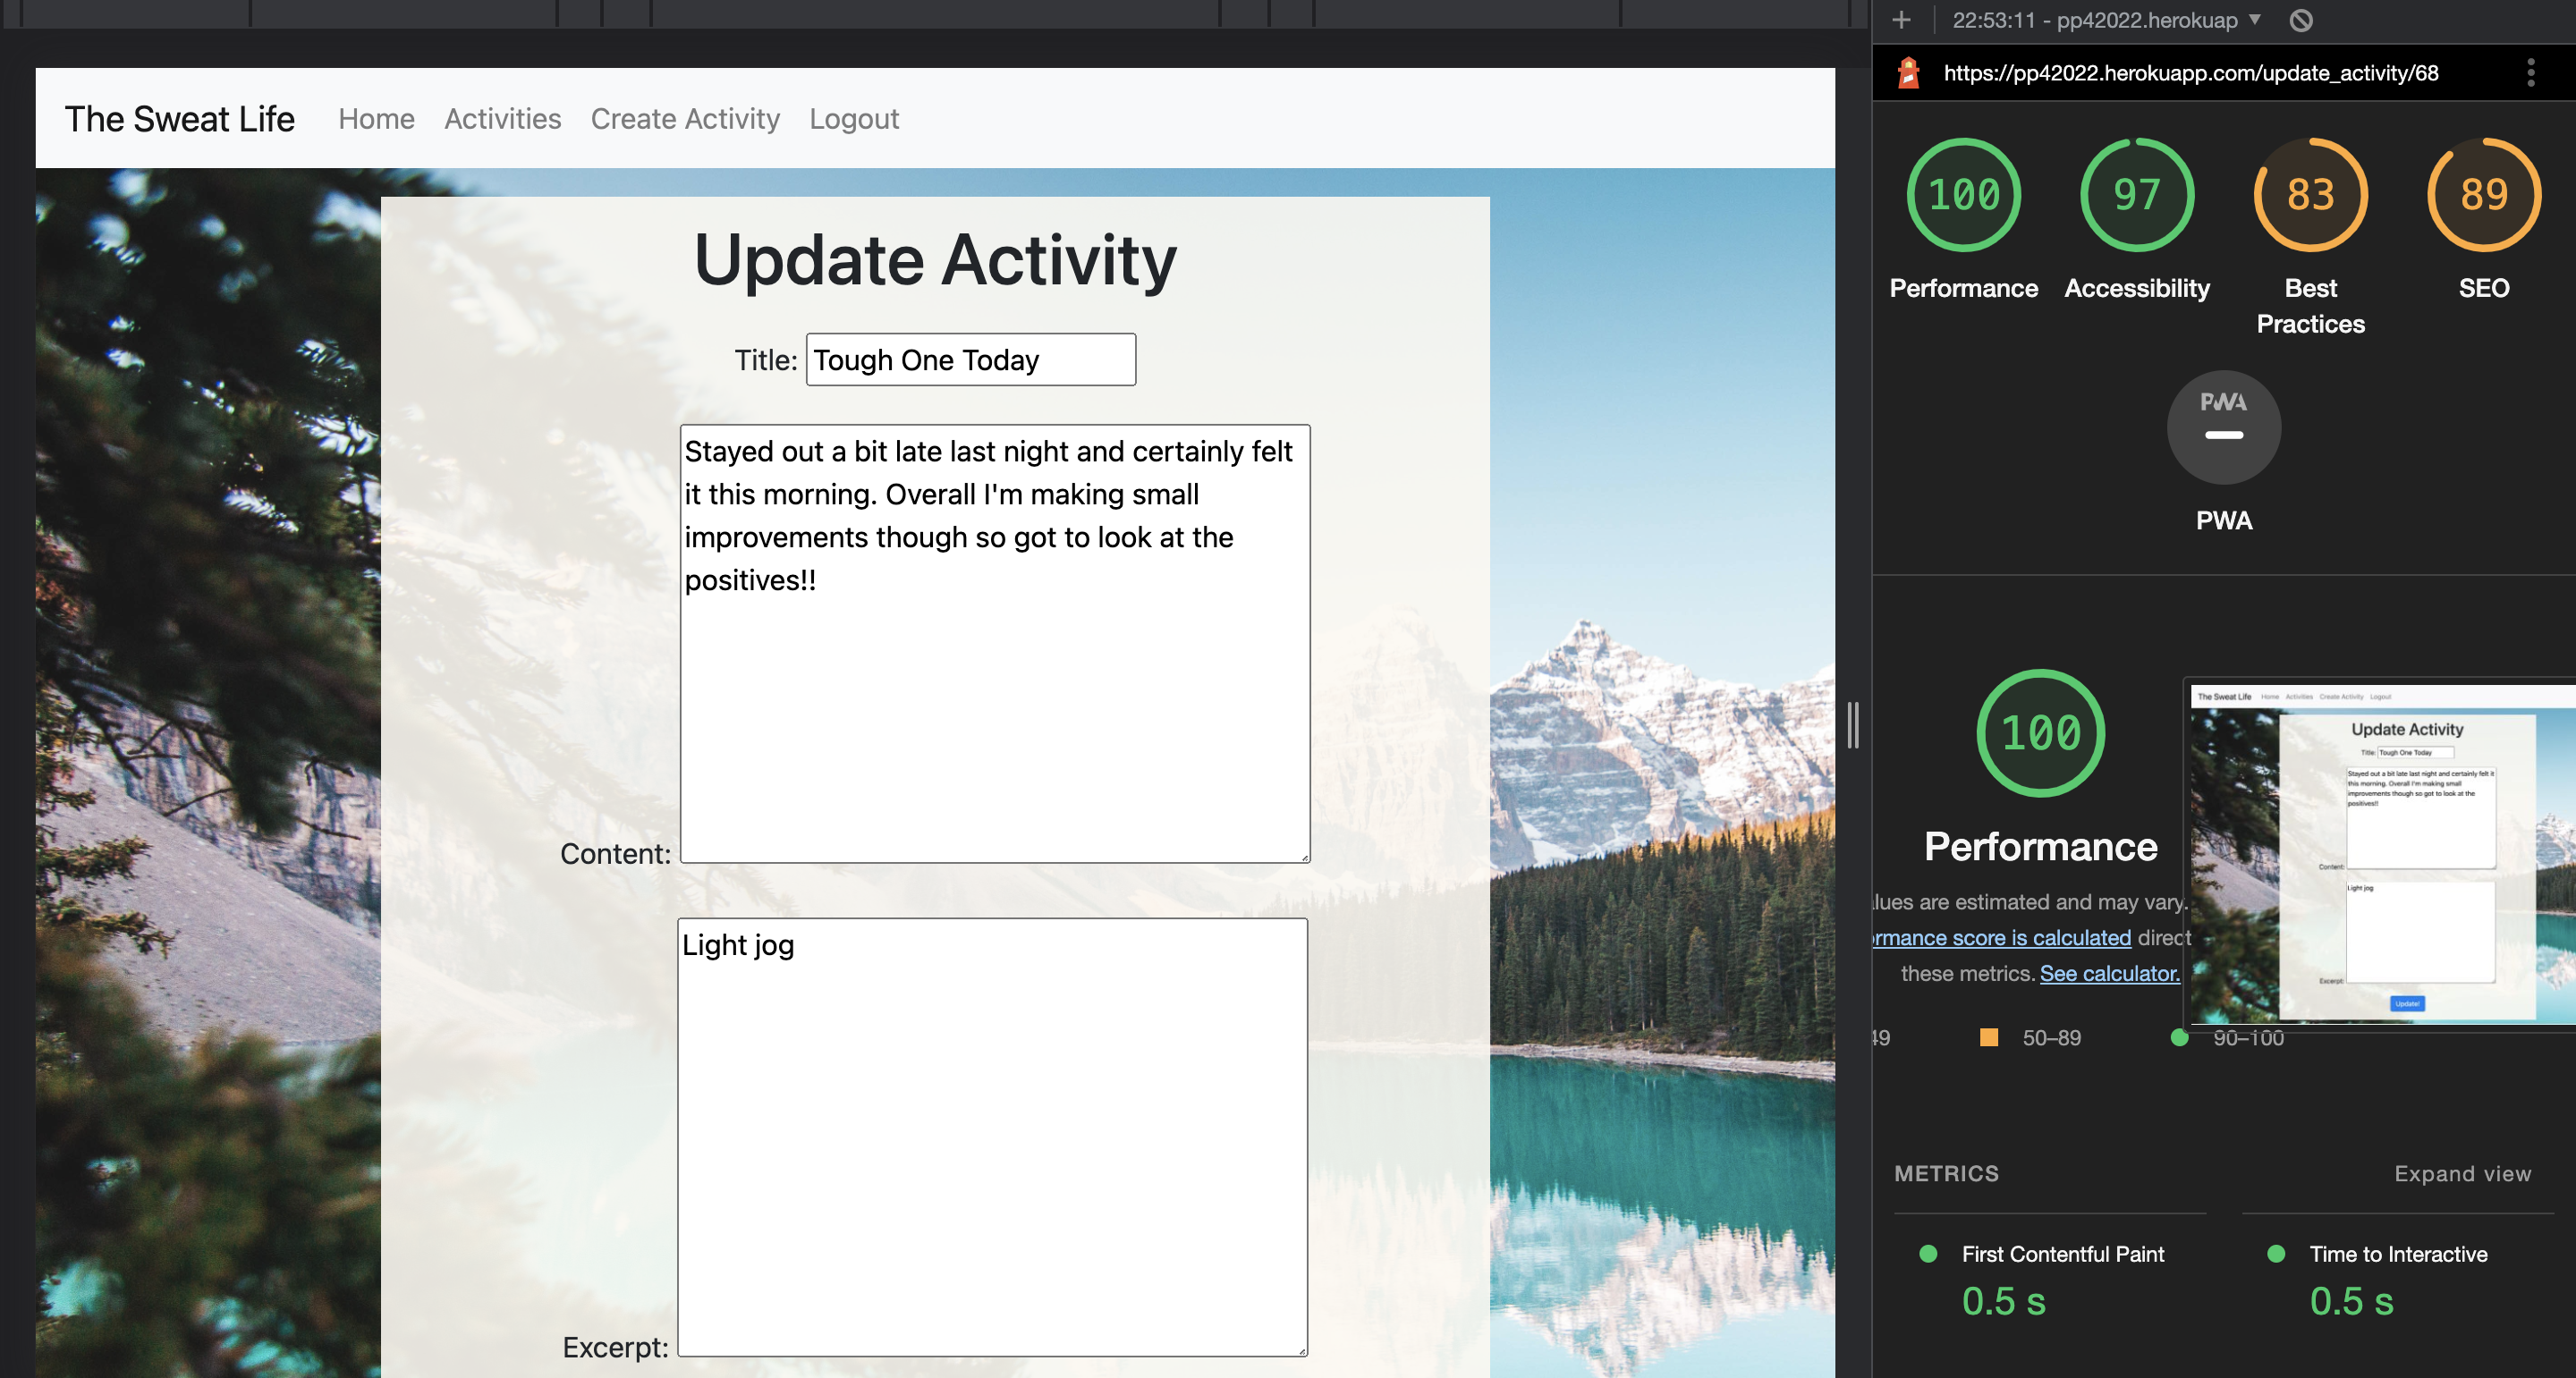 The Sweat Life Home Activities Create Activity Logout
Update Activity
Title: Tough One Today
Stayed out a bit late last night and certainly felt
it this morning. Overall I'm making small
improvements though so got to look at the
positives!!
Content:
Light jog
Excerpt:
22:53:11 - pp42022.herokuap
https://pp42022.herokuapp.com/update_activity/68
100 97 83 89
Performance Accessibility Best Practices SEO
PWA
PWA
100
Performance
lues are estimated and may vary.
rmance score is calculated direct
these metrics. See calculator.
49 50–89 90–100
The Sweat Life Home Activities Create Activity Logout
Update Activity
Title: Tough One Today
Stayed out a bit late last night and certainly felt it
this morning. Overall I'm making small
improvements though so got to look at the
positives!!
Content:
Light jog
Excerpt:
Update!
METRICS Expand view
First Contentful Paint
0.5 s
Time to Interactive
0.5 s